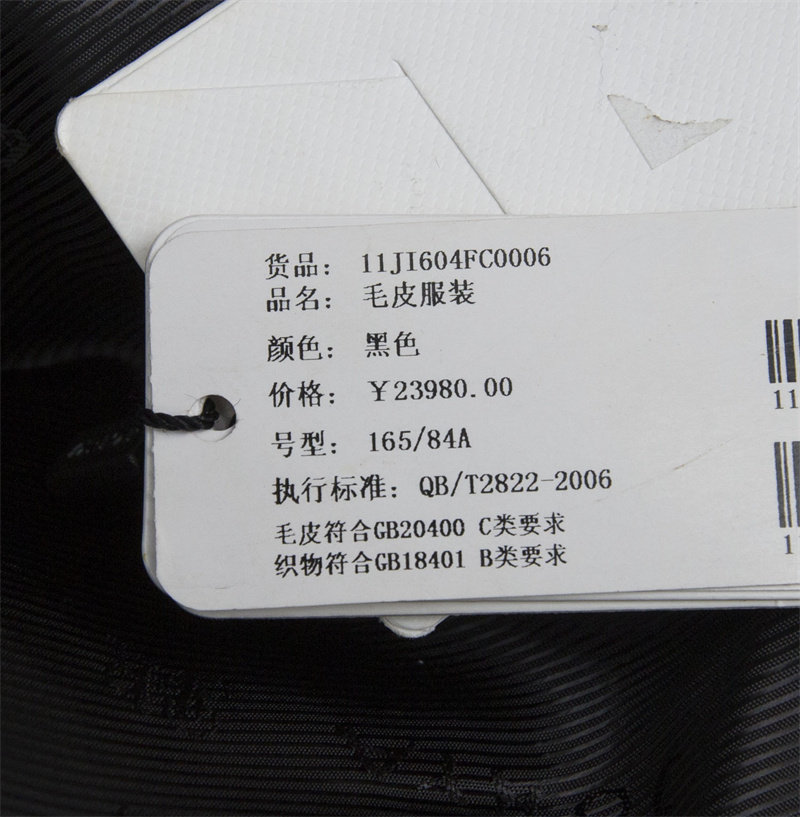 货品： 11JI604FC0006
品名： 毛皮服装
颜色： 黑色
价格： ￥23980.00
号型： 165/84A
执行标准： QB/T2822-2006
毛皮符合GB20400 C类要求
织物符合GB18401 B类要求
11
11